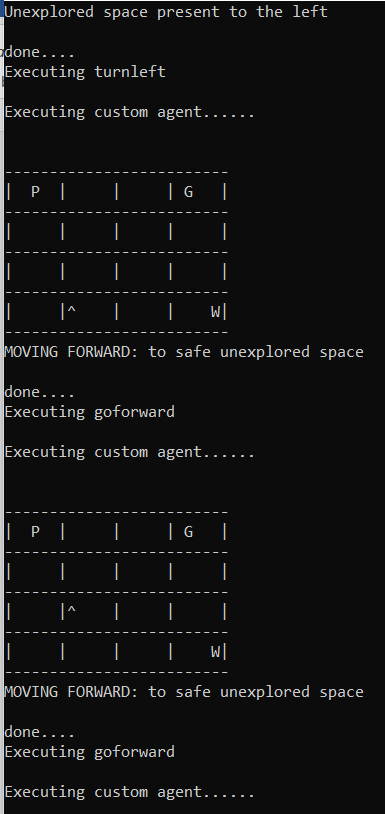 Unexplored space present to the left
done....
Executing turnleft
Executing custom agent......
-------------------------
|  P  |     |     | G   |
-------------------------
|     |     |     |     |
-------------------------
|     |     |     |     |
-------------------------
|     |^    |     |    W|
-------------------------
MOVING FORWARD: to safe unexplored space
done....
Executing goforward
Executing custom agent......
-------------------------
|  P  |     |     | G   |
-------------------------
|     |     |     |     |
-------------------------
|     |^    |     |     |
-------------------------
|     |     |     |    W|
-------------------------
MOVING FORWARD: to safe unexplored space
done....
Executing goforward
Executing custom agent......